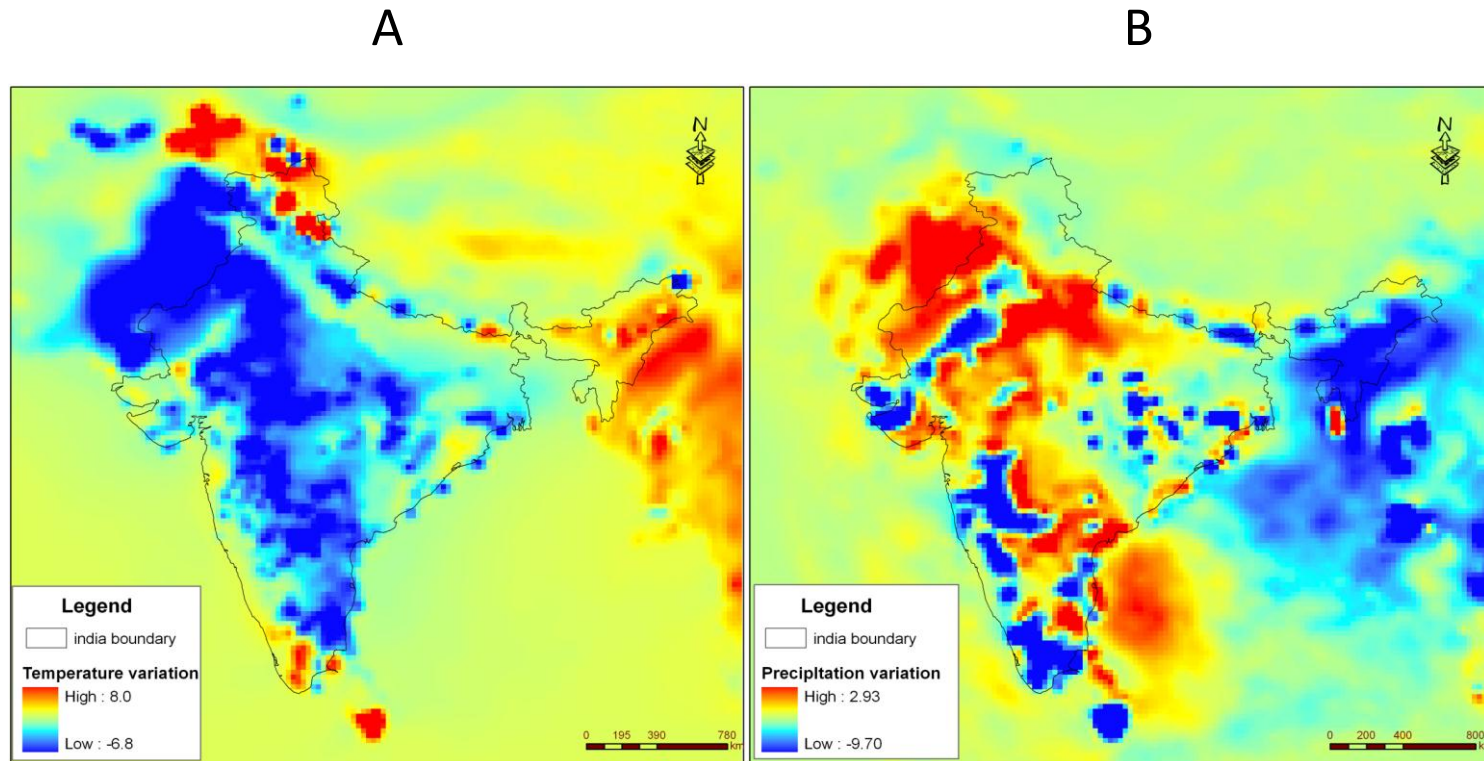 A
B
N
N
Legend
india boundary
Temperature variation
High : 8.0
Low : -6.8
0 195 390 780
km
Legend
india boundary
Precipitation variation
High : 2.93
Low : -9.70
0 200 400 800